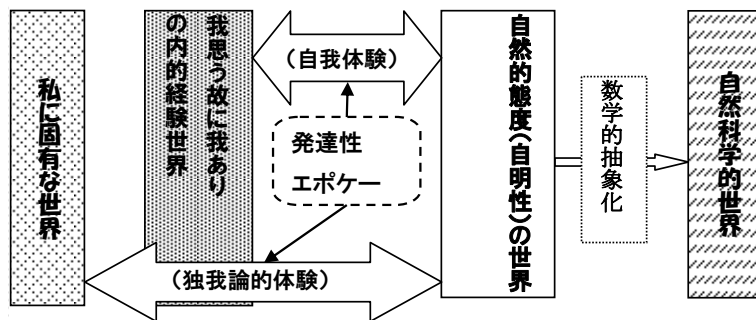 私に固有な世界
我思う故に我あり
の内的経験世界
（自我体験）
発達性
エポケー
（独我論的体験）
自然的態度（自明性）の世界
数学的抽象化
自然科学的世界